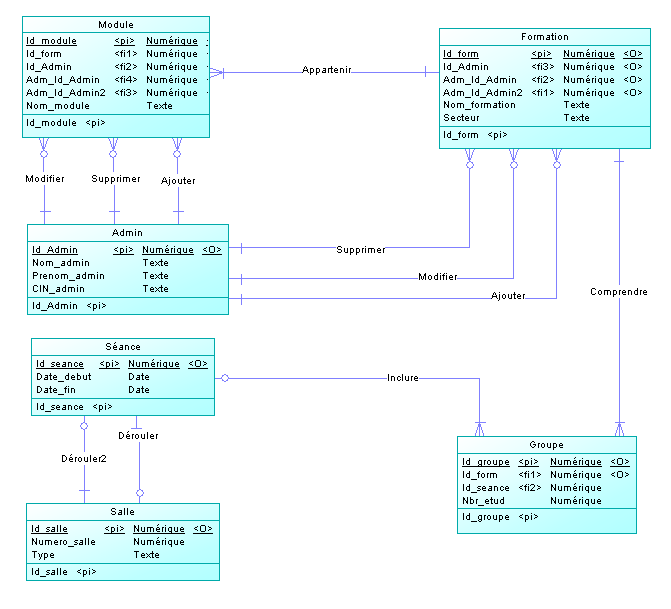 Module
Id_module <pi> Numérique
Id_form <fi1> Numérique
Id_Admin <fi2> Numérique
Adm_Id_Admin <fi4> Numérique
Adm_Id_Admin2 <fi3> Numérique
Nom_module Texte
Id_module <pi>
Appartenir
Formation
Id_form <pi> Numérique <O>
Id_Admin <fi3> Numérique <O>
Adm_Id_Admin <fi2> Numérique <O>
Adm_Id_Admin2 <fi1> Numérique <O>
Nom_formation Texte
Secteur Texte
Id_form <pi>
Modifier
Supprimer
Ajouter
Admin
Id_Admin <pi> Numérique <O>
Nom_admin Texte
Prenom_admin Texte
CIN_admin Texte
Id_Admin <pi>
Supprimer
Modifier
Ajouter
Comprendre
Séance
Id_seance <pi> Numérique <O>
Date_debut Date
Date_fin Date
Id_seance <pi>
Inclure
Dérouler
Dérouler2
Groupe
Id_groupe <pi> Numérique <O>
Id_form <fi1> Numérique <O>
Id_seance <fi2> Numérique
Nbr_etud Numérique
Id_groupe <pi>
Salle
Id_salle <pi> Numérique <O>
Numero_salle Numérique
Type Texte
Id_salle <pi>